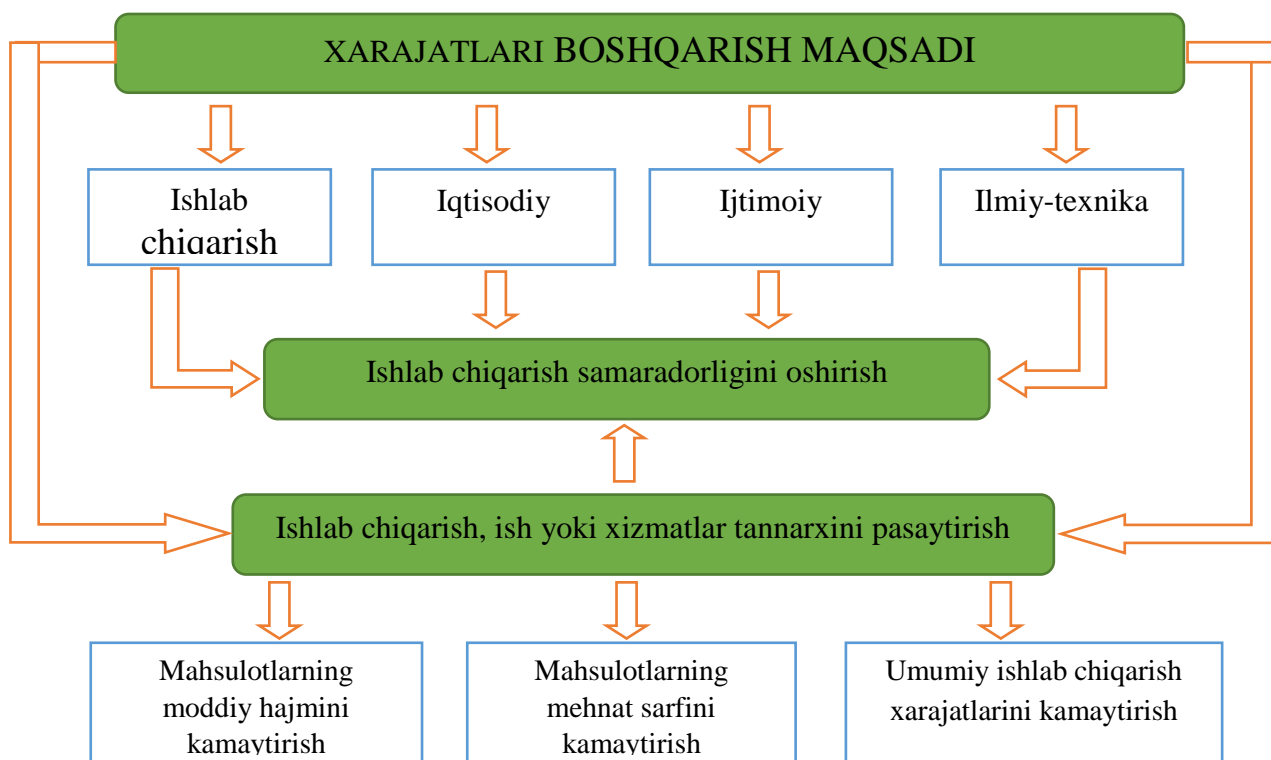 XARAJATLARI BOSHQARISH MAQSADI
Ishlab
chiqarish
Iqtisodiy
Ijtimoiy
Ilmiy-texnika
Ishlab chiqarish samaradorligini oshirish
Ishlab chiqarish, ish yoki xizmatlar tannarxini pasaytirish
Mahsulotlarning
moddiy hajmini
kamaytirish
Mahsulotlarning
mehnat sarfini
kamaytirish
Umumiy ishlab chiqarish
xarajatlarini kamaytirish